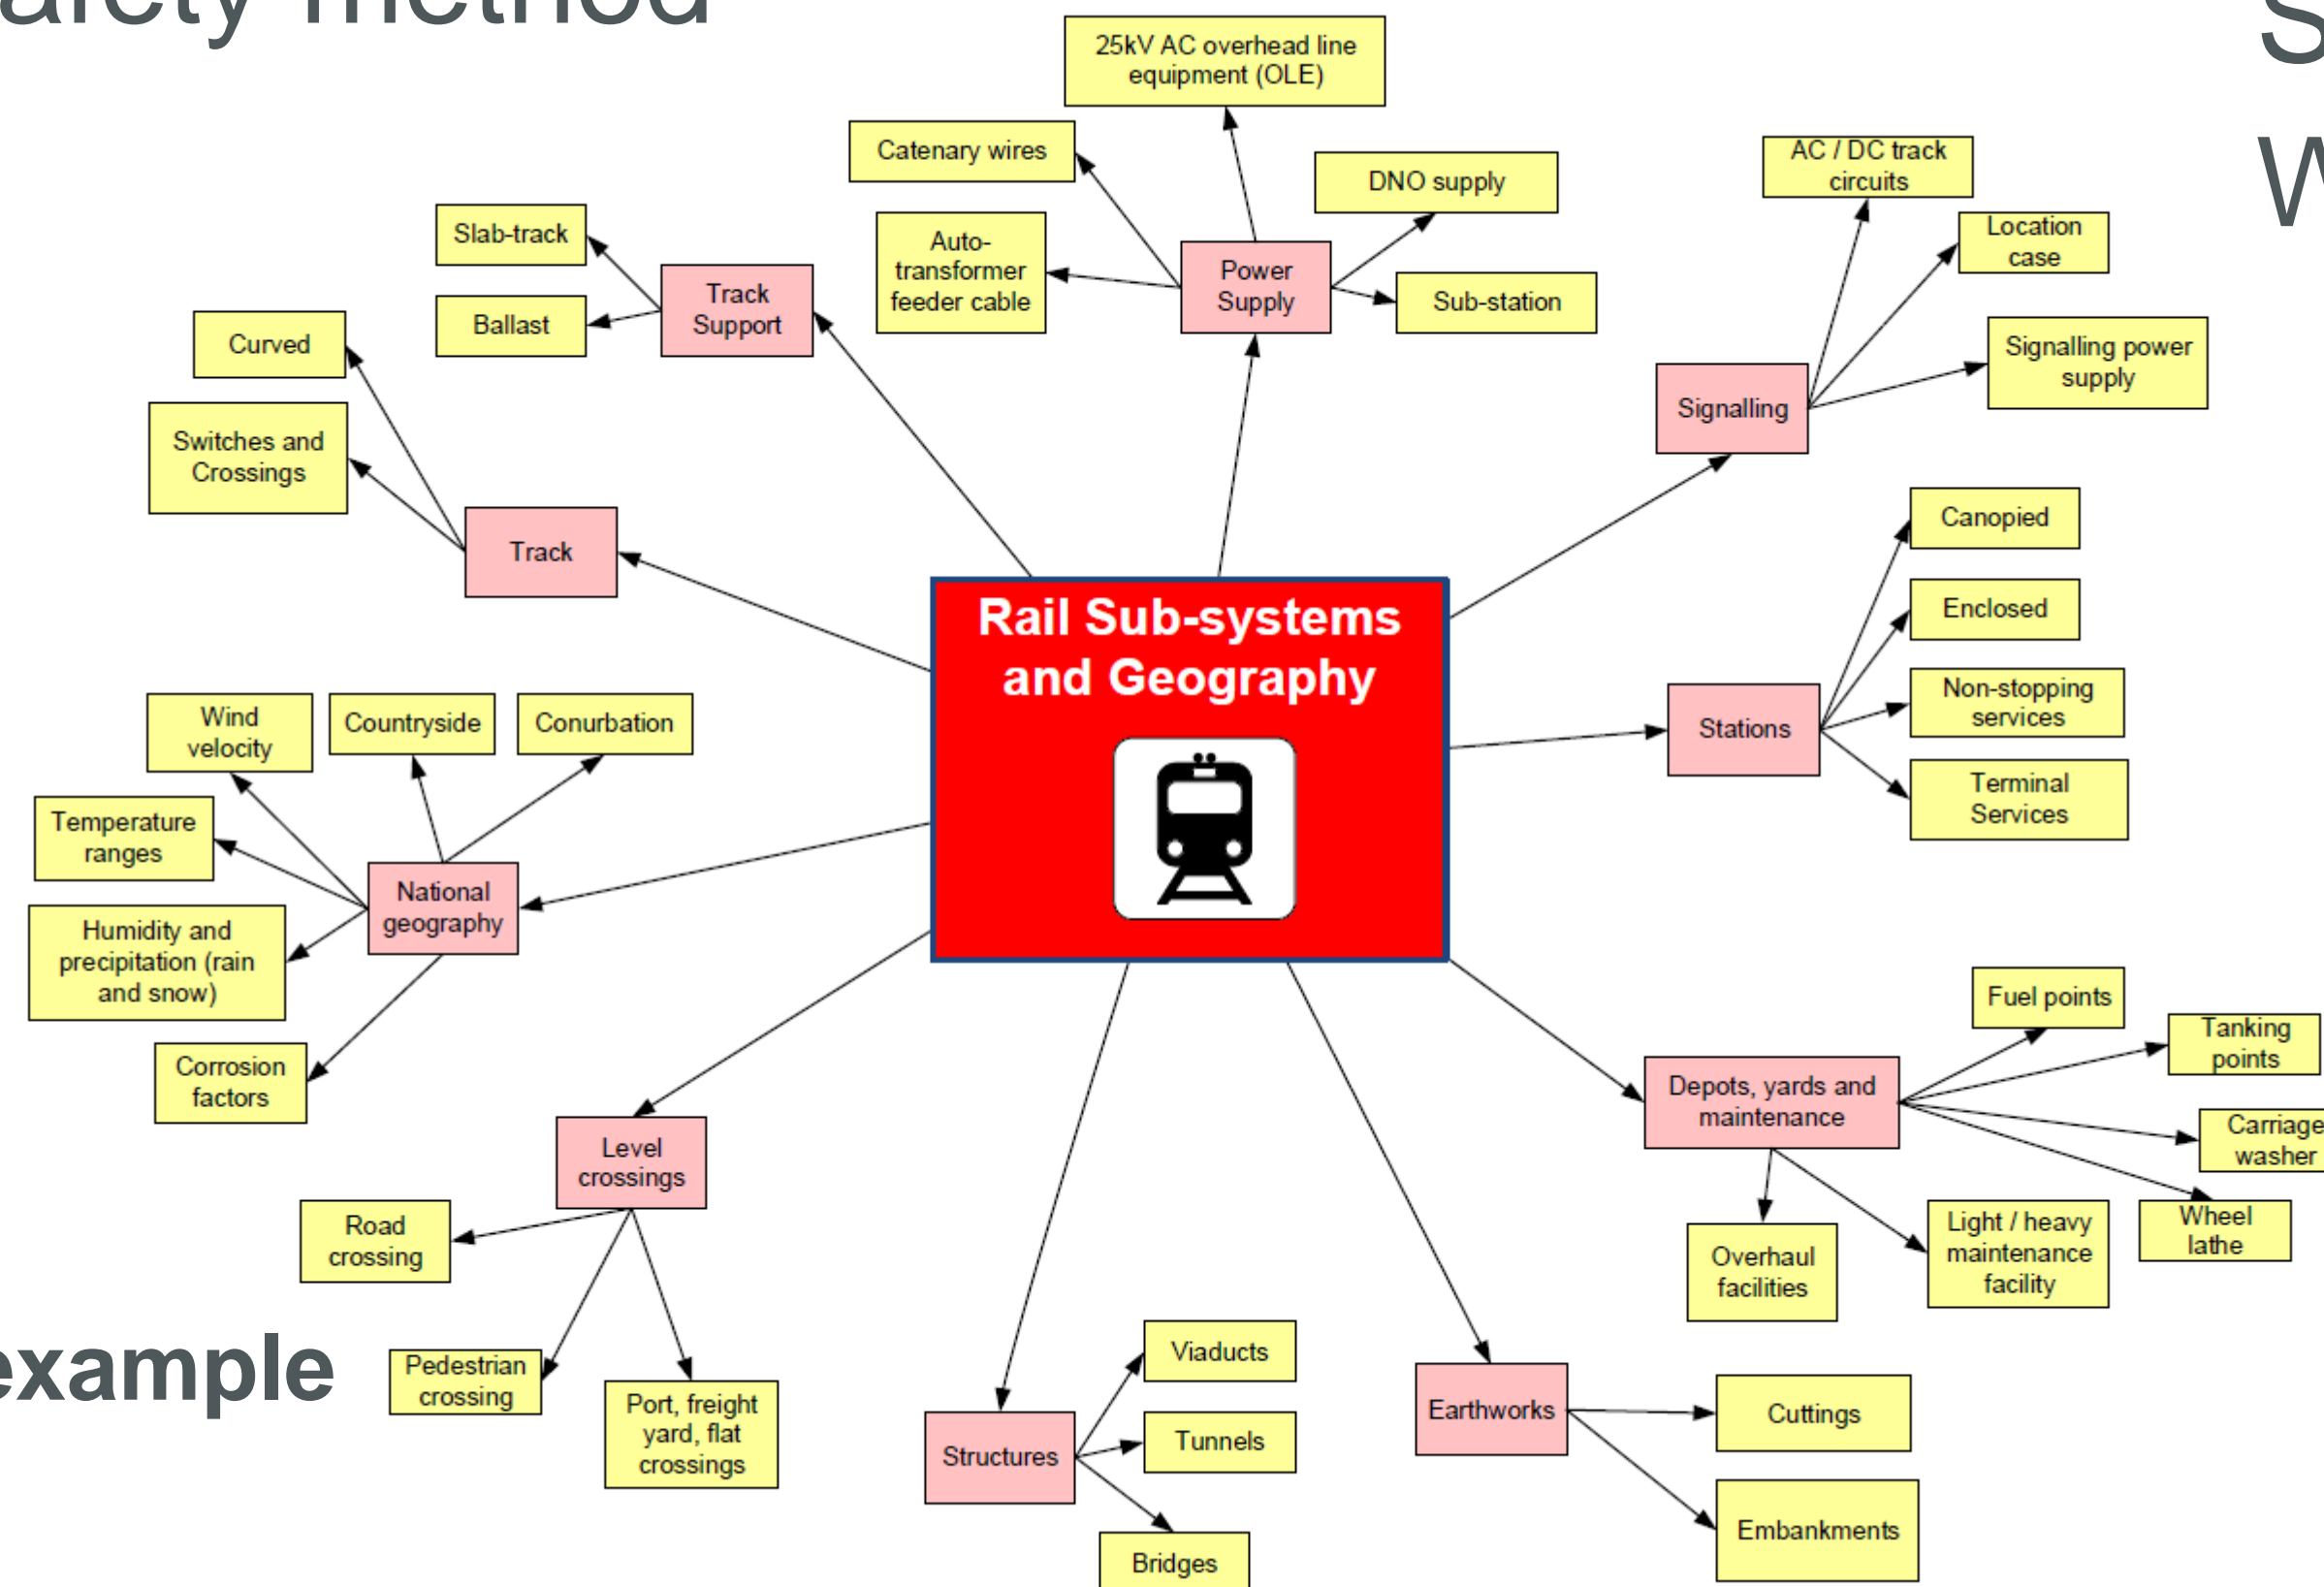 afety method
S
W
25kV AC overhead line
equipment (OLE)
Catenary wires
DNO supply
Auto-
transformer
feeder cable
Power
Supply
Sub-station
AC / DC track
circuits
Location
case
Signalling power
supply
Signalling
Slab-track
Ballast
Track
Support
Curved
Switches and
Crossings
Track
Rail Sub-systems
and Geography
Canopied
Enclosed
Non-stopping
services
Terminal
Services
Stations
Wind
velocity
Countryside
Conurbation
Temperature
ranges
National
geography
Humidity and
precipitation (rain
and snow)
Corrosion
factors
Level
crossings
Road
crossing
Pedestrian
crossing
Port, freight
yard, flat
crossings
Fuel points
Tanking
points
Depots, yards and
maintenance
Carriage
washer
Wheel
lathe
Light / heavy
maintenance
facility
Overhaul
facilities
example
Viaducts
Tunnels
Structures
Bridges
Earthworks
Cuttings
Embankments